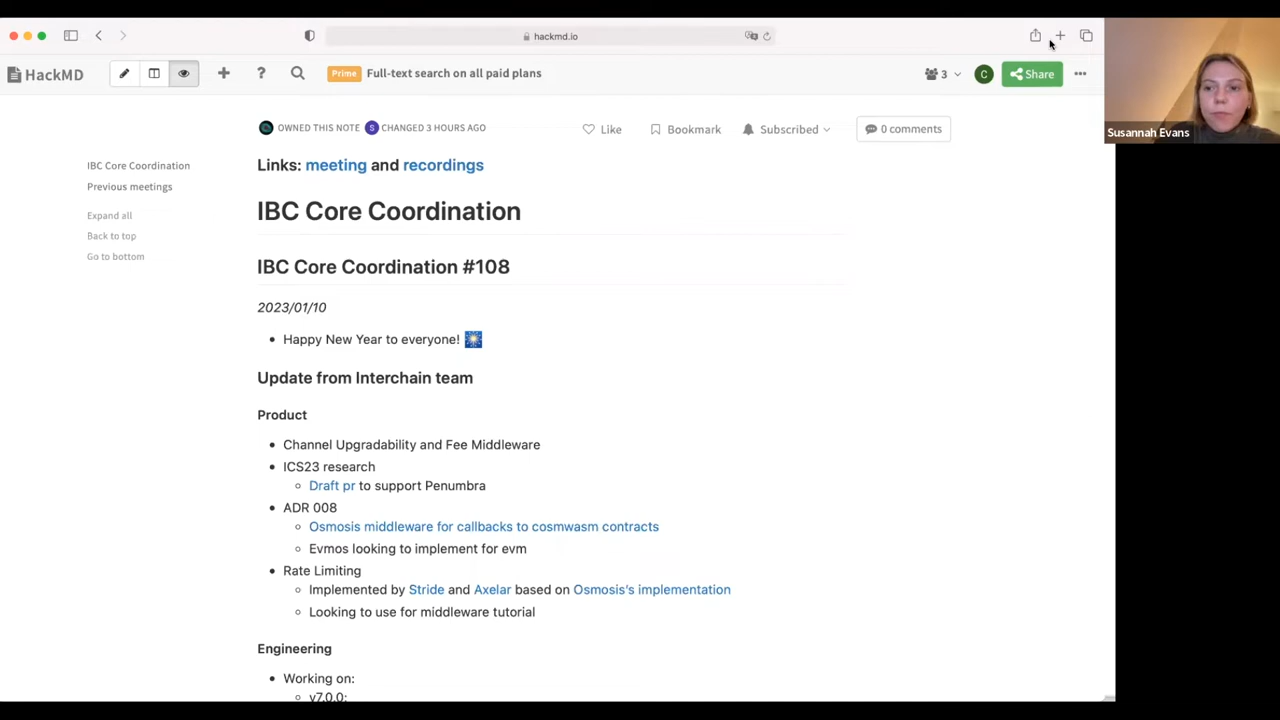 hackmd.io
HackMD
Prime Full-text search on all paid plans
3
C
Share
Susannah Evans
OWNED THIS NOTE S CHANGED 3 HOURS AGO
Like
Bookmark
Subscribed
0 comments
IBC Core Coordination
Previous meetings
Expand all
Back to top
Go to bottom
Links: meeting and recordings
IBC Core Coordination
IBC Core Coordination #108
2023/01/10
Happy New Year to everyone!
Update from Interchain team
Product
Channel Upgradability and Fee Middleware
ICS23 research
Draft pr to support Penumbra
ADR 008
Osmosis middleware for callbacks to cosmwasm contracts
Evmos looking to implement for evm
Rate Limiting
Implemented by Stride and Axelar based on Osmosis's implementation
Looking to use for middleware tutorial
Engineering
Working on:
v7.0.0: